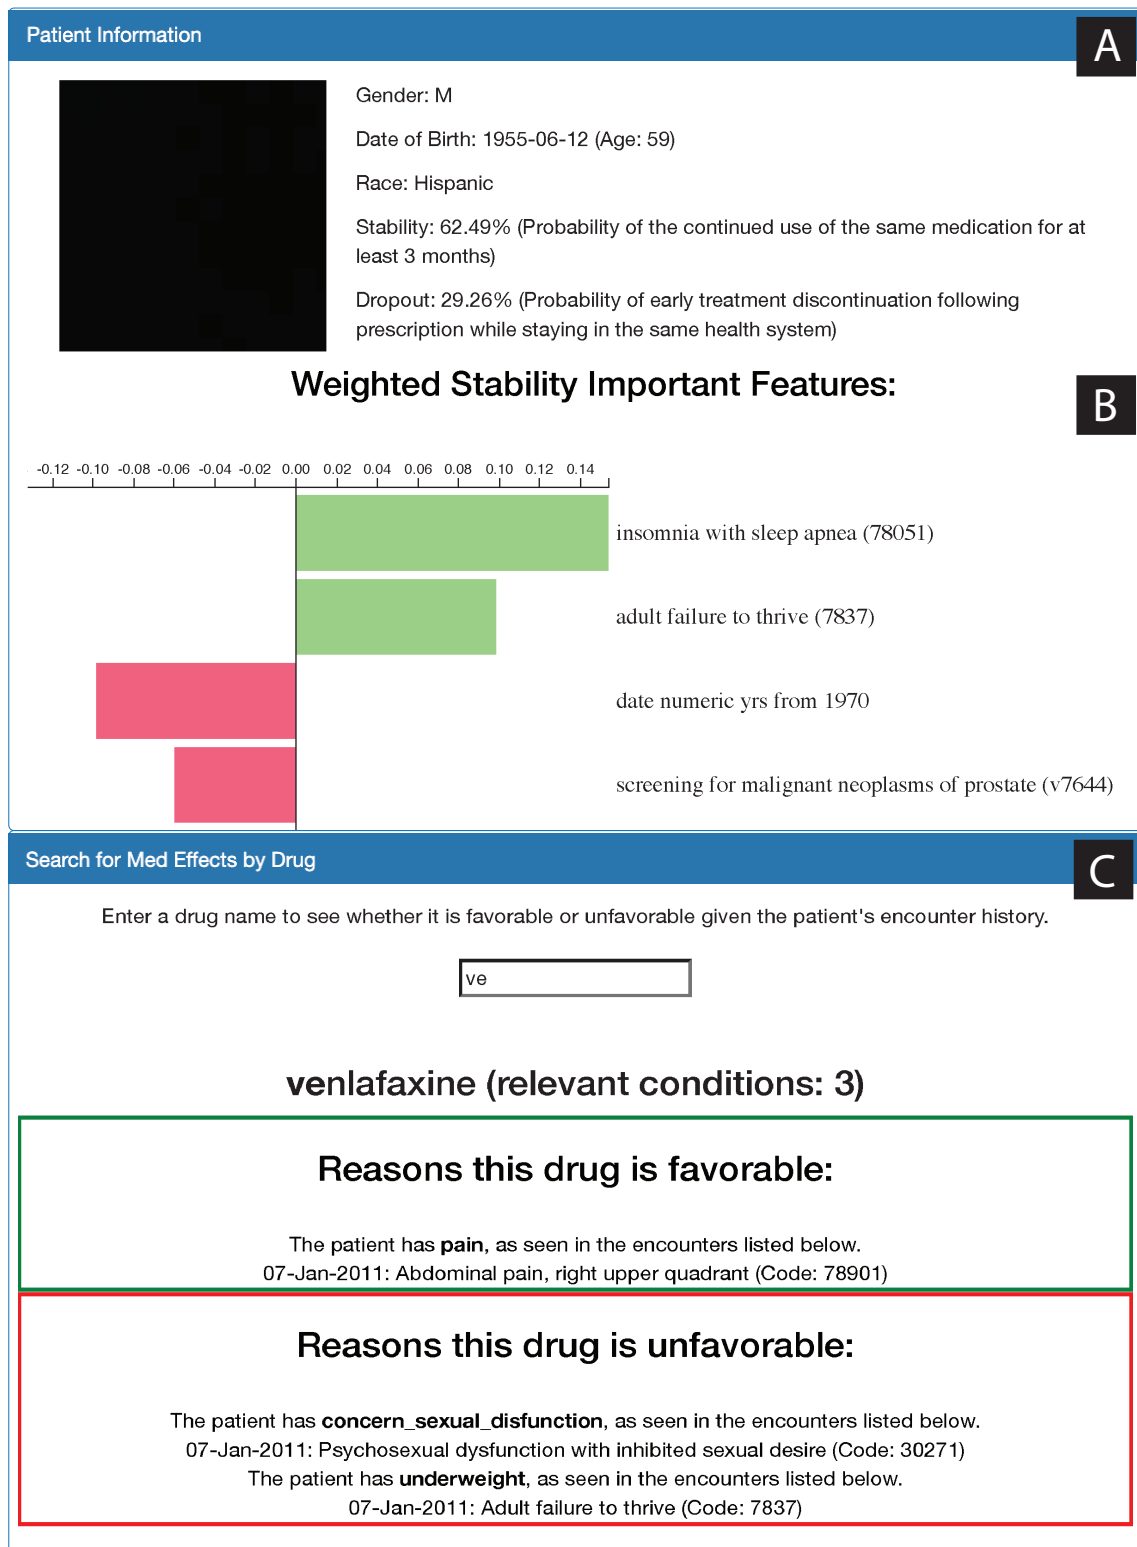 Patient Information
A
Gender: M
Date of Birth: 1955-06-12 (Age: 59)
Race: Hispanic
Stability: 62.49% (Probability of the continued use of the same medication for at
least 3 months)
Dropout: 29.26% (Probability of early treatment discontinuation following
prescription while staying in the same health system)
Weighted Stability Important Features:
B
-0.12 -0.10 -0.08 -0.06 -0.04 -0.02 0.00 0.02 0.04 0.06 0.08 0.10 0.12 0.14
insomnia with sleep apnea (78051)
adult failure to thrive (7837)
date numeric yrs from 1970
screening for malignant neoplasms of prostate (v7644)
Search for Med Effects by Drug
C
Enter a drug name to see whether it is favorable or unfavorable given the patient's encounter history.
ve
venlafaxine (relevant conditions: 3)
Reasons this drug is favorable:
The patient has pain, as seen in the encounters listed below.
07-Jan-2011: Abdominal pain, right upper quadrant (Code: 78901)
Reasons this drug is unfavorable:
The patient has concern_sexual_disfunction, as seen in the encounters listed below.
07-Jan-2011: Psychosexual dysfunction with inhibited sexual desire (Code: 30271)
The patient has underweight, as seen in the encounters listed below.
07-Jan-2011: Adult failure to thrive (Code: 7837)